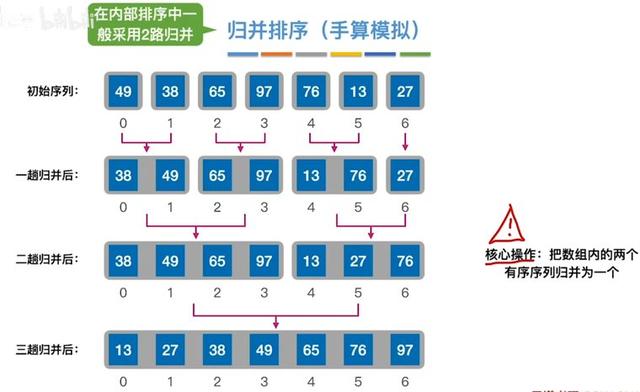 在内部排序中一
般采用2路归并
归并排序（手算模拟）
初始序列: 49 38 65 97 76 13 27
0 1 2 3 4 5 6
一趟归并后: 38 49 65 97 13 76 27
0 1 2 3 4 5 6
二趟归并后: 38 49 65 97 13 27 76
0 1 2 3 4 5 6
三趟归并后: 13 27 38 49 65 76 97
0 1 2 3 4 5 6
!
核心操作：把数组内的两个
有序序列归并为一个
bilibili